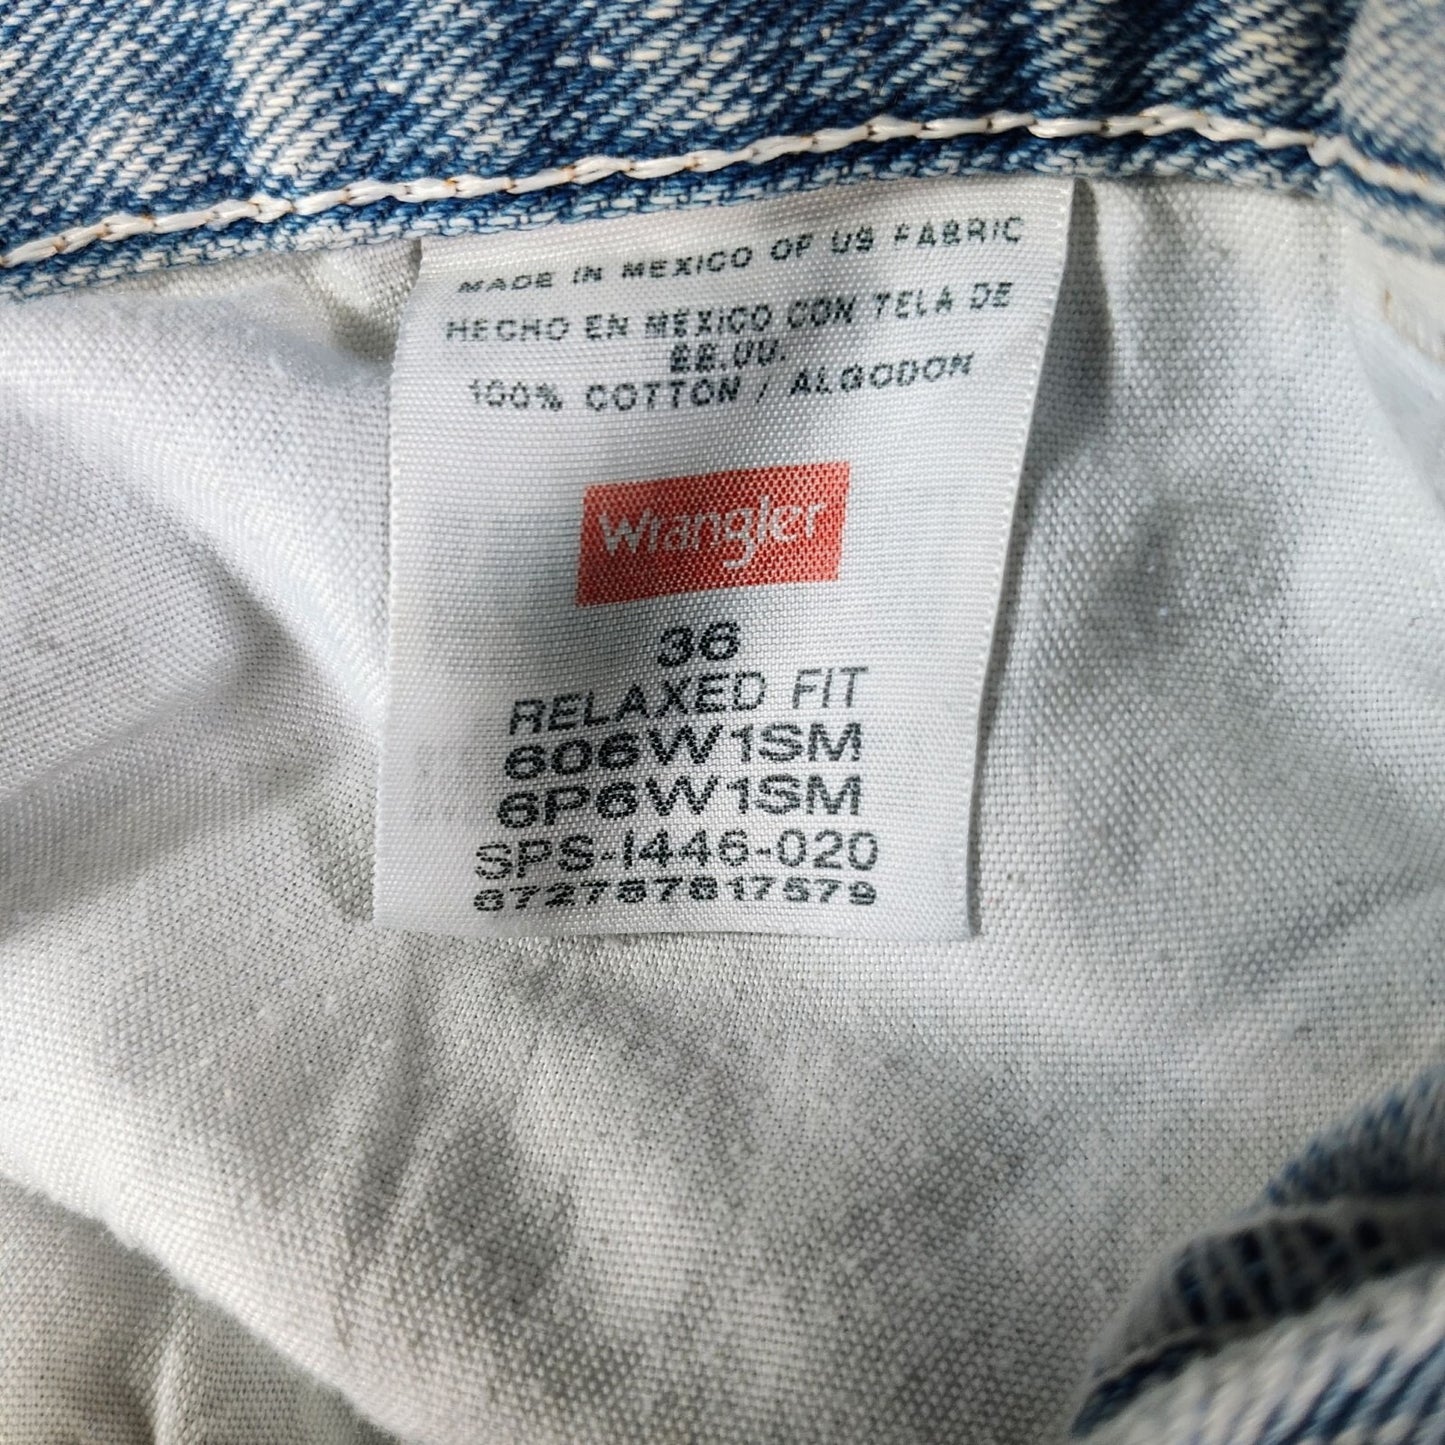 MADE IN MEXICO OF US FABRIC
HECHO EN MEXICO CON TELA DE
EE.UU.
100% COTTON / ALGODON
Wrangler
36
RELAXED FIT
606W1SM
6P6W1SM
SPS-I446-020
672787817579